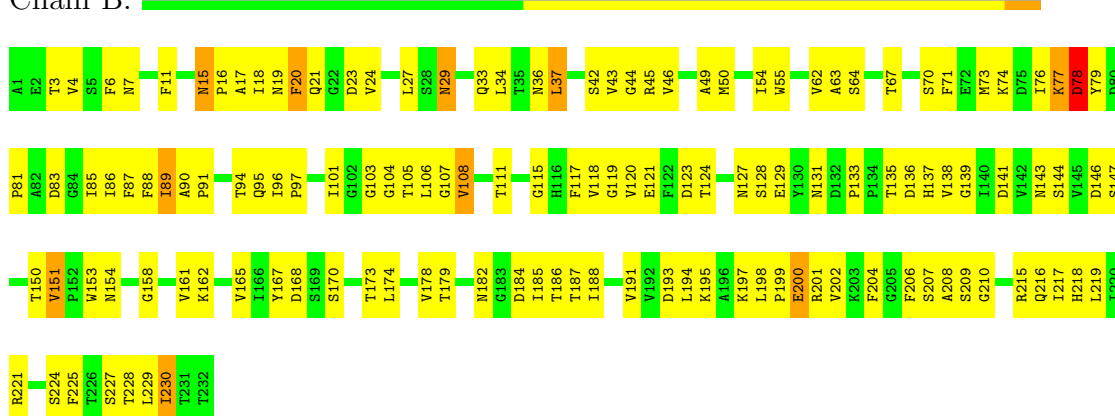 Chain B:
A1 E2 T3 V4 S5 F6 N7 F11 N15 P16 A17 I18 N19 F20 Q21 G22 D23 V24 L27 S28 N29 Q33 L34 T35 N36 L37 S42 V43 G44 R45 V46 A49 M50 I54 W55 V62 A63 S64 T67 S70 F71 E72 M73 K74 D75 I76 K77 D78 Y79 D80
P81 A82 D83 G84 I85 I86 F87 F88 I89 A90 P91 T94 Q95 I96 P97 I101 G102 G103 G104 T105 L106 G107 V108 T111 G115 H116 F117 V118 G119 V120 E121 F122 D123 T124 N127 S128 E129 Y130 N131 D132 P133 P134 T135 D136 H137 V138 G139 I140 D141 V142 N143 S144 V145 D146 S147
T150 V151 P152 W153 N154 G158 V161 K162 V165 I166 Y167 D168 S169 S170 T173 L174 V178 T179 N182 G183 D184 I185 T186 T187 I188 V191 V192 D193 L194 K195 A196 K197 L198 P199 E200 R201 V202 K203 F204 G205 F206 S207 A208 S209 G210 R215 Q216 I217 H218 L219 I220
R221 S224 F225 T226 S227 T228 L229 I230 T231 T232